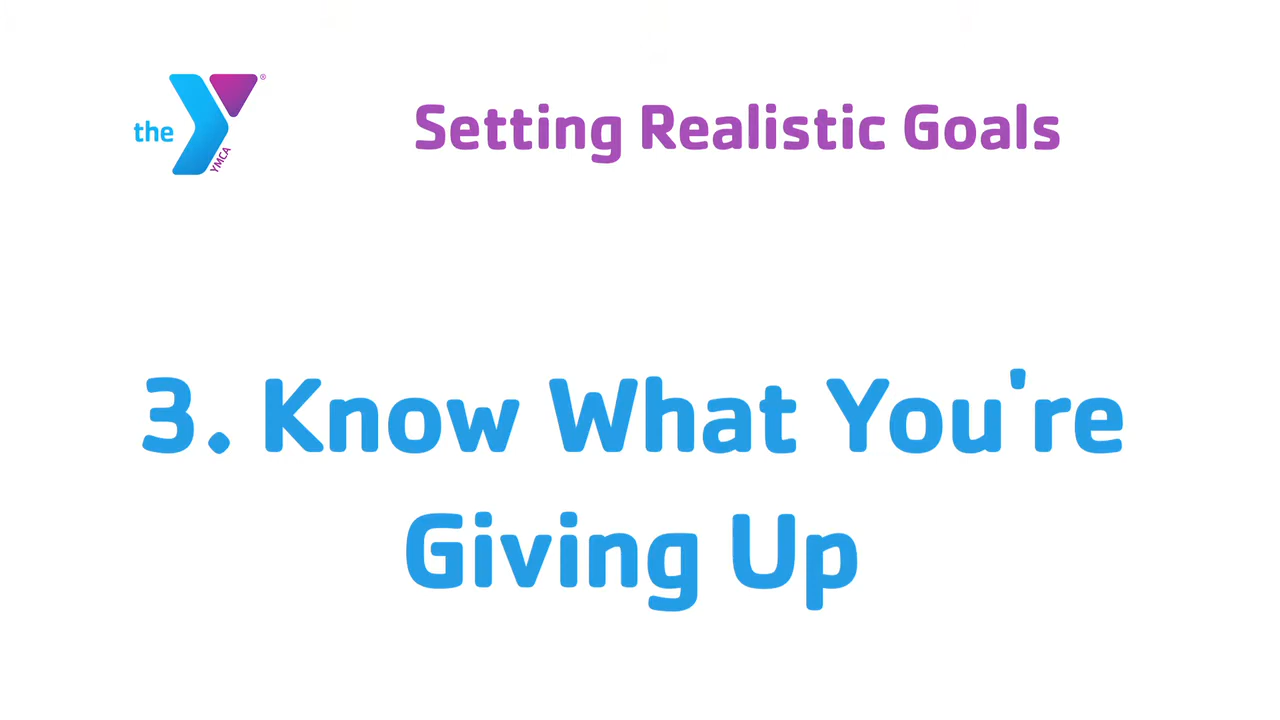 the
YMCA
®
Setting Realistic Goals
3. Know What You're
Giving Up